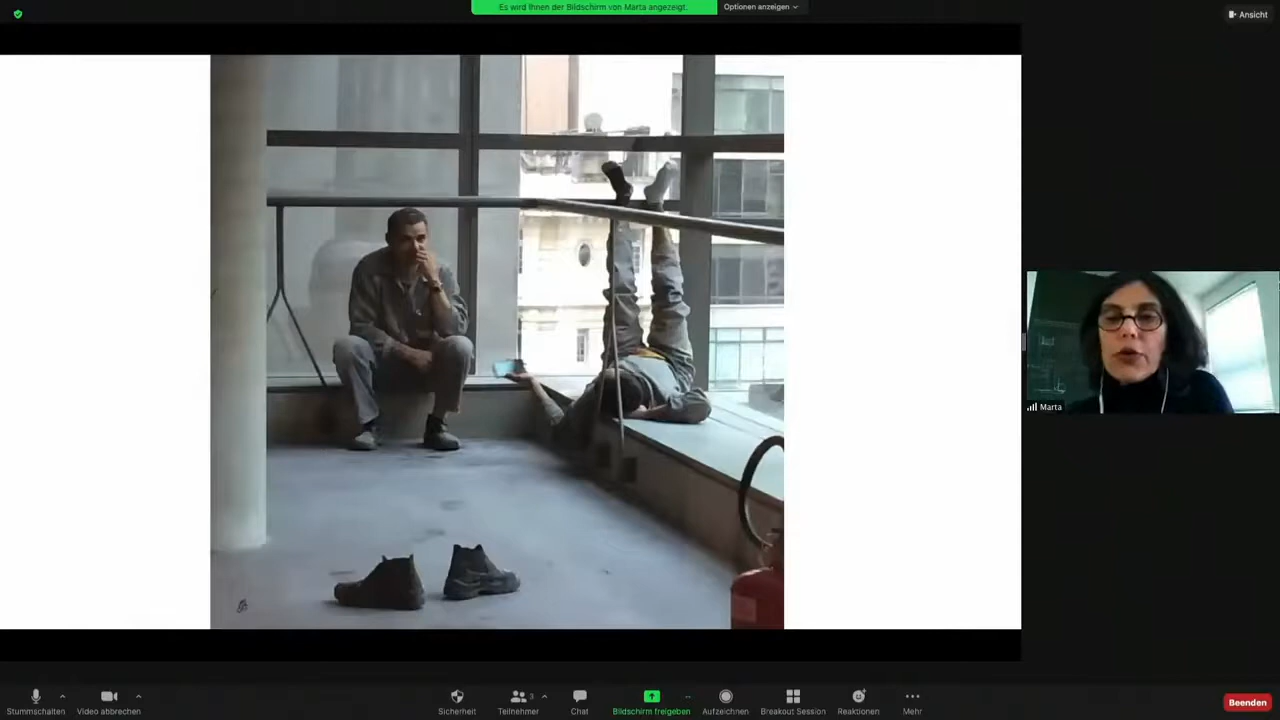 Es wird Ihnen der Bildschirm von Marta angezeigt.
Optionen anzeigen
Ansicht
Marta
Stummschalten
Video abbrechen
Sicherheit
3
Teilnehmer
Chat
Bildschirm freigeben
Aufzeichnen
Breakout Session
Reaktionen
Mehr
Beenden